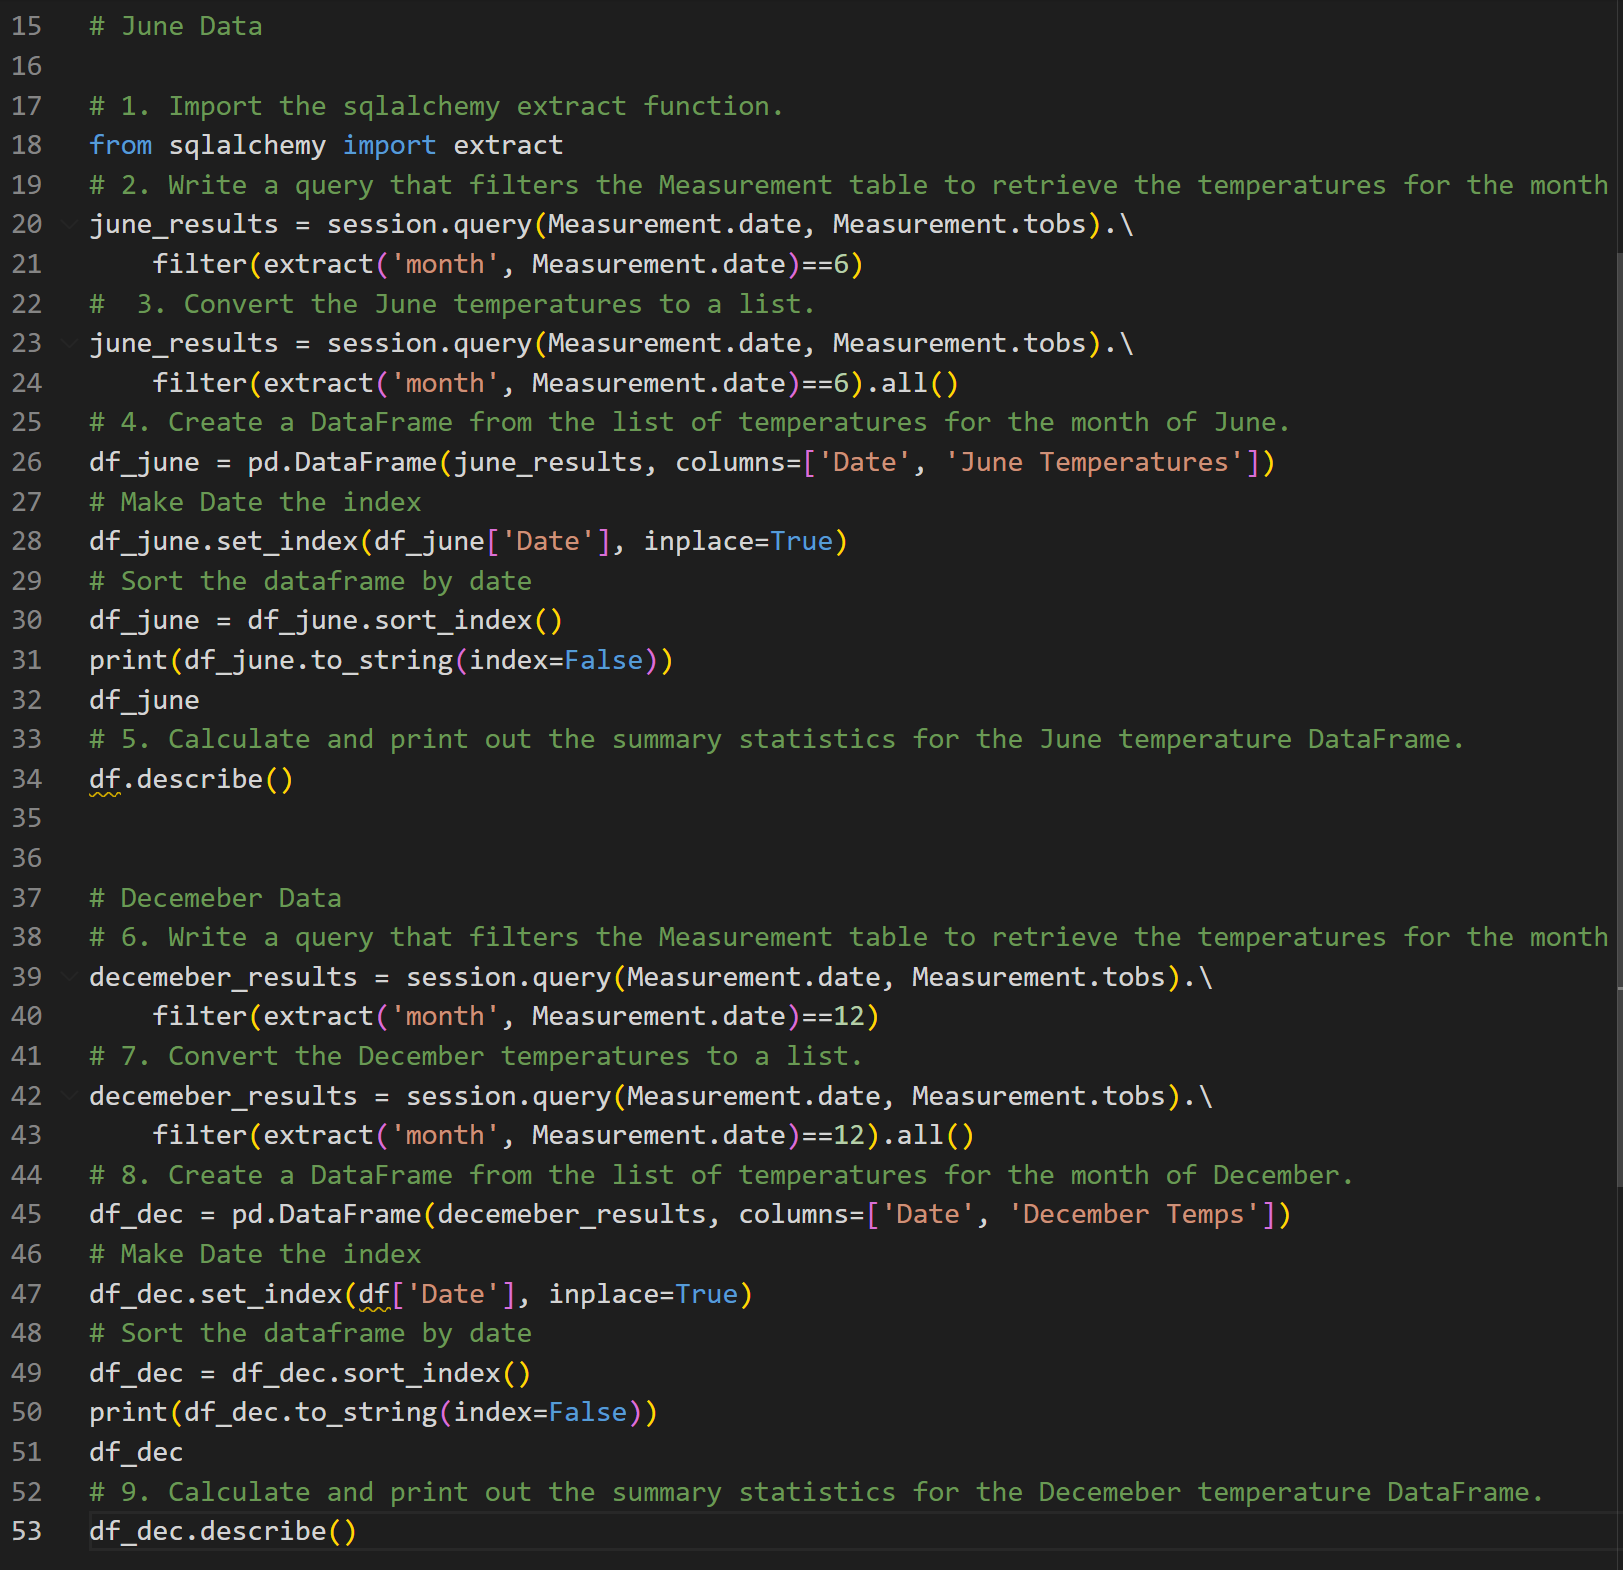 15 # June Data
16
17 # 1. Import the sqlalchemy extract function.
18 from sqlalchemy import extract
19 # 2. Write a query that filters the Measurement table to retrieve the temperatures for the month
20 june_results = session.query(Measurement.date, Measurement.tobs).\
21     filter(extract('month', Measurement.date)==6)
22 #  3. Convert the June temperatures to a list.
23 june_results = session.query(Measurement.date, Measurement.tobs).\
24     filter(extract('month', Measurement.date)==6).all()
25 # 4. Create a DataFrame from the list of temperatures for the month of June.
26 df_june = pd.DataFrame(june_results, columns=['Date', 'June Temperatures'])
27 # Make Date the index
28 df_june.set_index(df_june['Date'], inplace=True)
29 # Sort the dataframe by date
30 df_june = df_june.sort_index()
31 print(df_june.to_string(index=False))
32 df_june
33 # 5. Calculate and print out the summary statistics for the June temperature DataFrame.
34 df.describe()
35
36
37 # Decemeber Data
38 # 6. Write a query that filters the Measurement table to retrieve the temperatures for the month
39 decemeber_results = session.query(Measurement.date, Measurement.tobs).\
40     filter(extract('month', Measurement.date)==12)
41 # 7. Convert the December temperatures to a list.
42 decemeber_results = session.query(Measurement.date, Measurement.tobs).\
43     filter(extract('month', Measurement.date)==12).all()
44 # 8. Create a DataFrame from the list of temperatures for the month of December.
45 df_dec = pd.DataFrame(decemeber_results, columns=['Date', 'December Temps'])
46 # Make Date the index
47 df_dec.set_index(df['Date'], inplace=True)
48 # Sort the dataframe by date
49 df_dec = df_dec.sort_index()
50 print(df_dec.to_string(index=False))
51 df_dec
52 # 9. Calculate and print out the summary statistics for the Decemeber temperature DataFrame.
53 df_dec.describe()